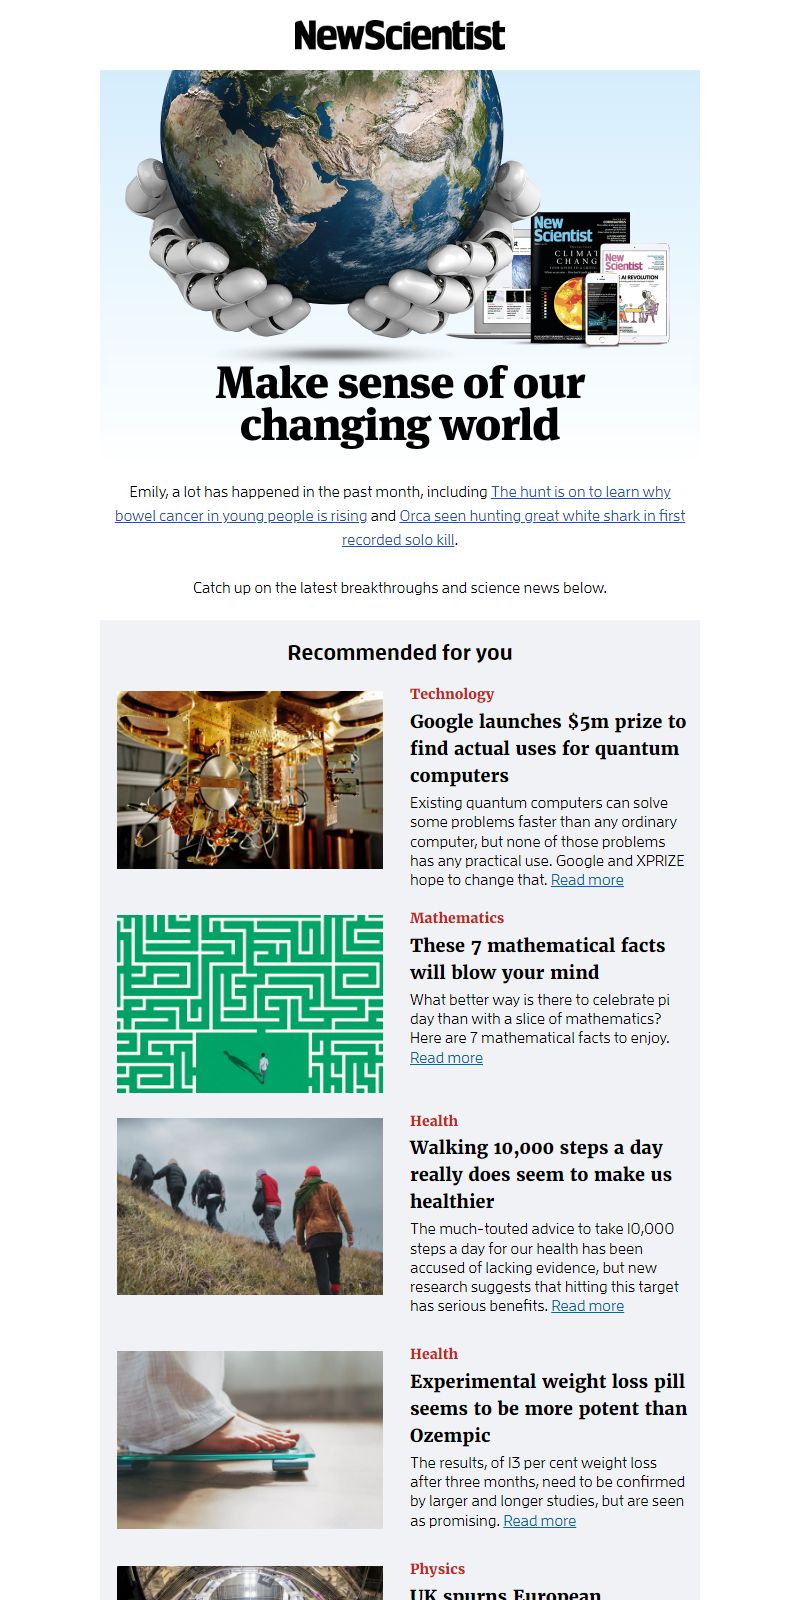 NewScientist
New
Scientist
CLIMAT
CHANG
New
Scientist
AI REVOLUTION
Make sense of our
changing world
Emily, a lot has happened in the past month, including The hunt is on to learn why
bowel cancer in young people is rising and Orca seen hunting great white shark in first
recorded solo kill.
Catch up on the latest breakthroughs and science news below.
Recommended for you
Technology
Google launches $5m prize to
find actual uses for quantum
computers
Existing quantum computers can solve
some problems faster than any ordinary
computer, but none of those problems
has any practical use. Google and XPRIZE
hope to change that. Read more
Mathematics
These 7 mathematical facts
will blow your mind
What better way is there to celebrate pi
day than with a slice of mathematics?
Here are 7 mathematical facts to enjoy.
Read more
Health
Walking 10,000 steps a day
really does seem to make us
healthier
The much-touted advice to take 10,000
steps a day for our health has been
accused of lacking evidence, but new
research suggests that hitting this target
has serious benefits. Read more
Health
Experimental weight loss pill
seems to be more potent than
Ozempic
The results, of 13 per cent weight loss
after three months, need to be confirmed
by larger and longer studies, but are seen
as promising. Read more
Physics
UK spurns European